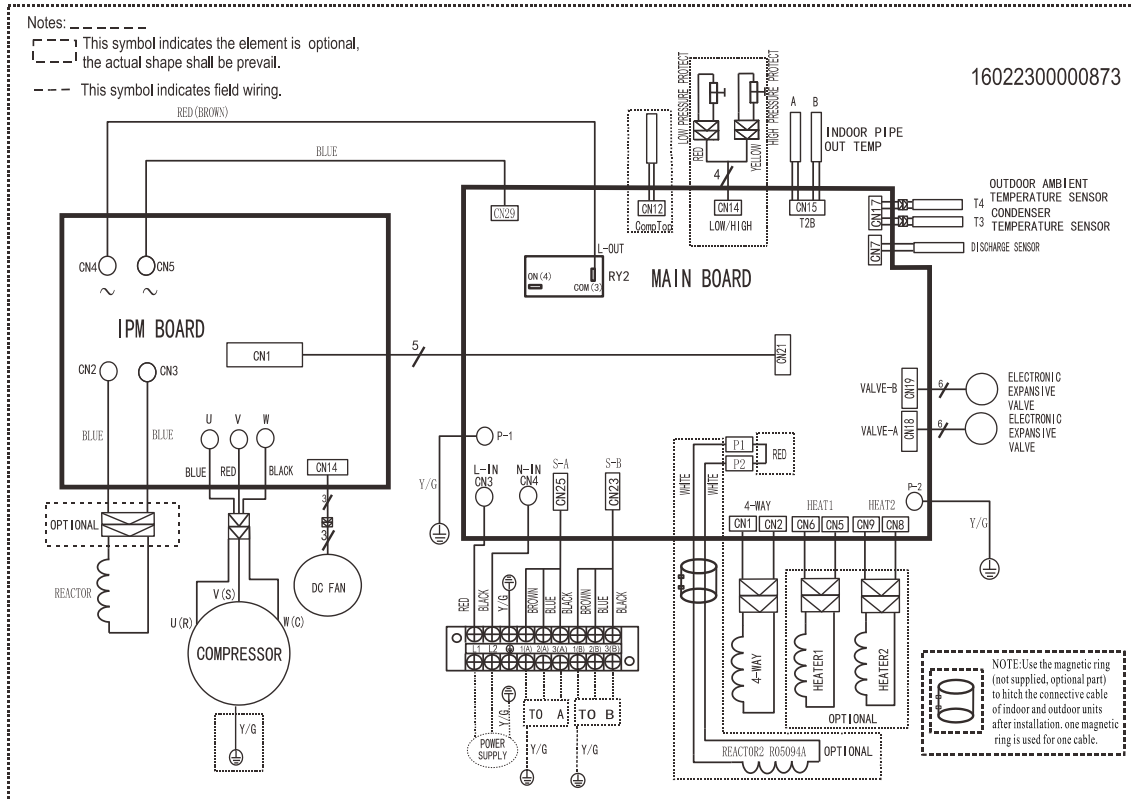 Notes:
This symbol indicates the element is optional,
the actual shape shall be prevail.
This symbol indicates field wiring.
16022300000873
RED(BROWN)
BLUE
LOW PRESSURE PROTECT
HIGH PRESSURE PROTECT
RED
YELLOW
4
A B
INDOOR PIPE
OUT TEMP
CN29
CN12
CompTop
CN14
LOW/HIGH
CN15
T2B
CN17
T4
OUTDOOR AMBIENT
TEMPERATURE SENSOR
T3
CONDENSER
TEMPERATURE SENSOR
CN7
DISCHARGE SENSOR
L-OUT
ON(4)
COM(3)
RY2
MAIN BOARD
CN4
CN5
IPM BOARD
CN1
5
CN21
CN2
CN3
BLUE
BLUE
U V W
BLUE
RED
BLACK
CN14
3
3
DC FAN
OPTIONAL
REACTOR
V(S)
U(R)
W(C)
COMPRESSOR
Y/G
VALVE-B
CN19
6
ELECTRONIC
EXPANSIVE
VALVE
VALVE-A
CN18
6
ELECTRONIC
EXPANSIVE
VALVE
P-1
Y/G
L-IN
CN3
N-IN
CN4
S-A
CN25
S-B
CN23
P1
P2
RED
WHITE
WHITE
P-2
Y/G
4-WAY
HEAT1
HEAT2
CN1 CN2 CN6 CN5 CN9 CN8
RED
BLACK
Y/G
BROWN
BLUE
BLACK
BROWN
BLUE
BLACK
L1 L2 1(A) 2(A) 3(A) 1(B) 2(B) 3(B)
Y/G
TO A
TO B
POWER
SUPPLY
Y/G
Y/G
4-WAY
HEATER1
HEATER2
OPTIONAL
REACTOR2 R05094A
OPTIONAL
NOTE:Use the magnetic ring
(not supplied, optional part)
to hitch the connective cable
of indoor and outdoor units
after installation. one magnetic
ring is used for one cable.